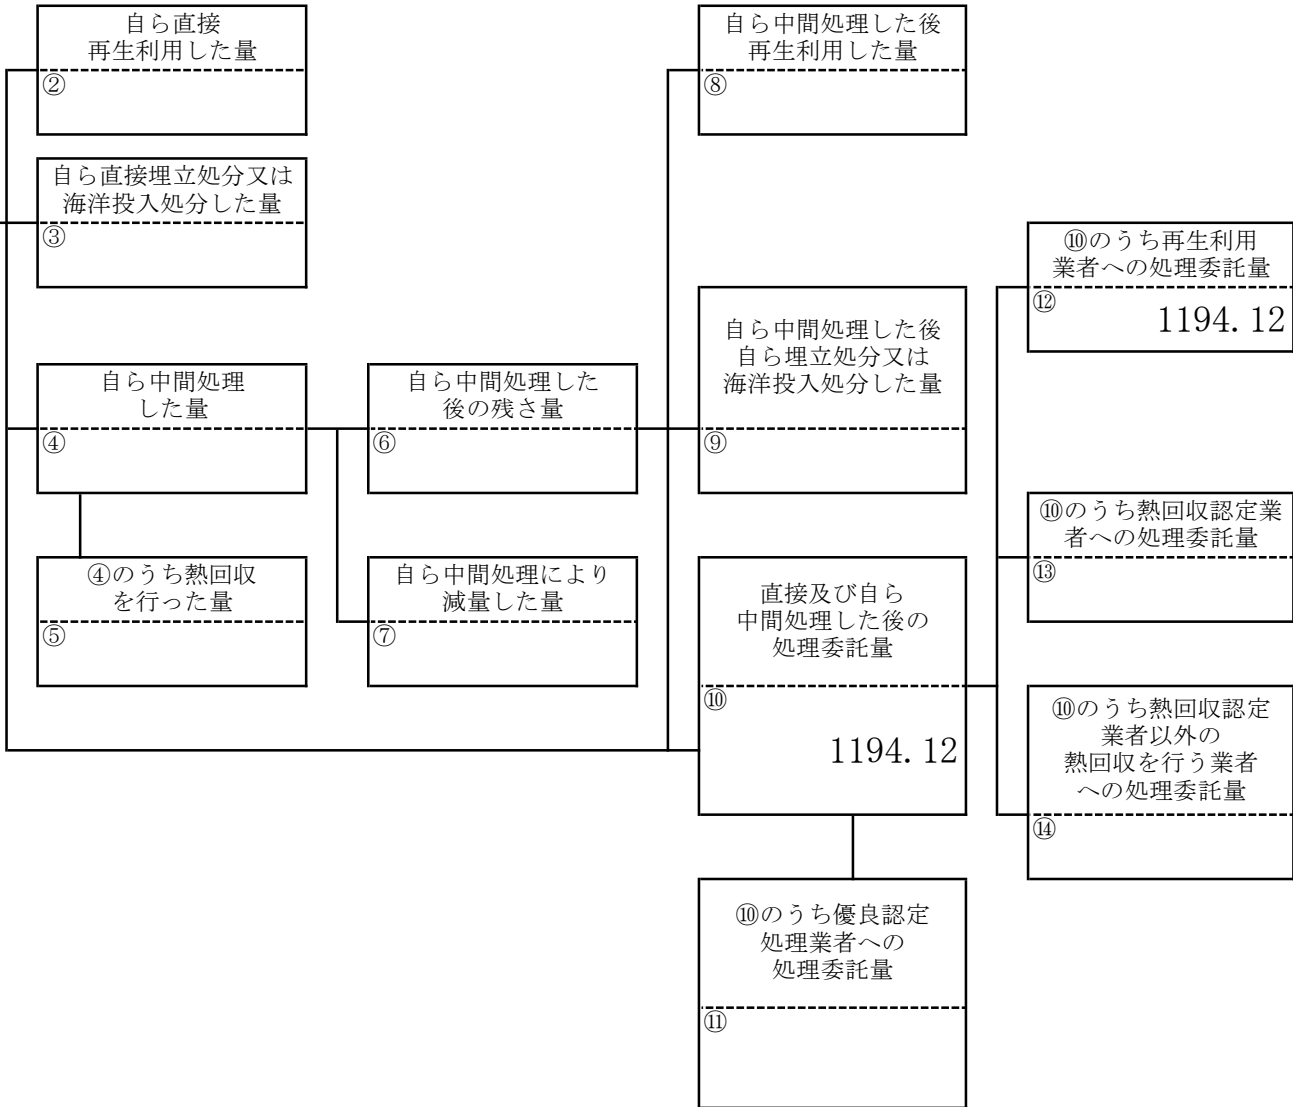 自ら直接
再生利用した量
②
自ら直接埋立処分又は
海洋投入処分した量
③
自ら中間処理
した量
④
④のうち熱回収
を行った量
⑤
自ら中間処理した
後の残さ量
⑥
自ら中間処理により
減量した量
⑦
自ら中間処理した後
再生利用した量
⑧
自ら中間処理した後
自ら埋立処分又は
海洋投入処分した量
⑨
直接及び自ら
中間処理した後の
処理委託量
⑩
1194.12
⑩のうち優良認定
処理業者への
処理委託量
⑪
⑩のうち再生利用
業者への処理委託量
⑫
1194.12
⑩のうち熱回収認定業
者への処理委託量
⑬
⑩のうち熱回収認定
業者以外の
熱回収を行う業者
への処理委託量
⑭